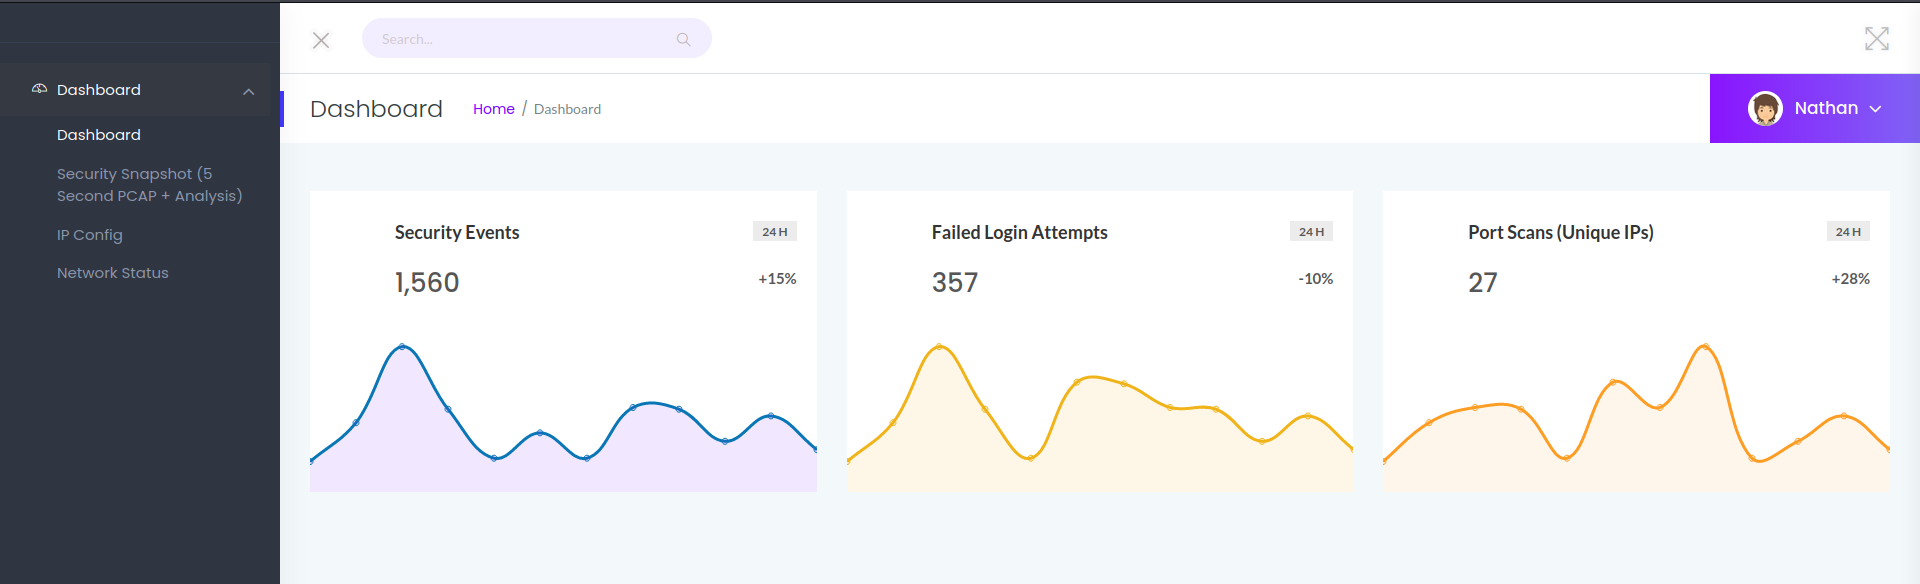 Search...
Dashboard
Dashboard
Security Snapshot (5
Second PCAP + Analysis)
IP Config
Network Status
Dashboard
Home / Dashboard
Nathan
Security Events
24 H
1,560
+15%
Failed Login Attempts
24 H
357
-10%
Port Scans (Unique IPs)
24 H
27
+28%